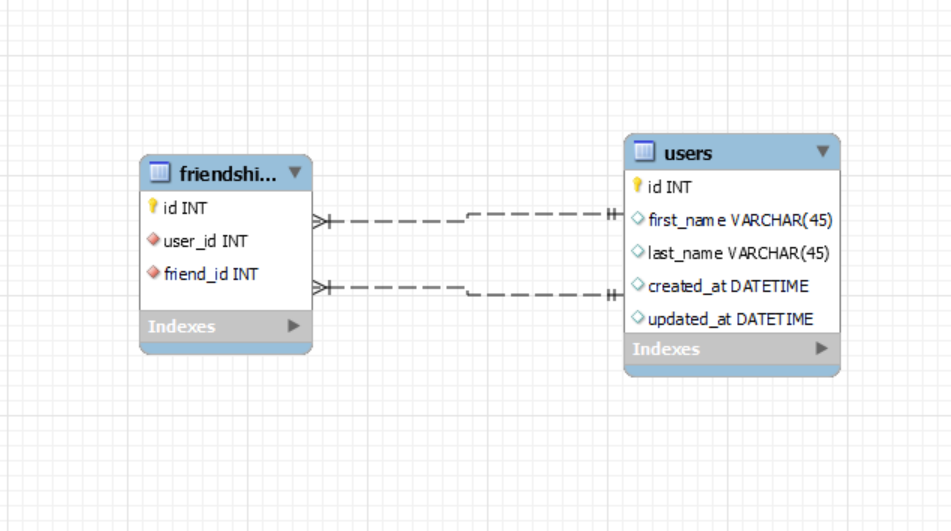 friendshi...
id INT
user_id INT
friend_id INT
Indexes
users
id INT
first_name VARCHAR(45)
last_name VARCHAR(45)
created_at DATETIME
updated_at DATETIME
Indexes